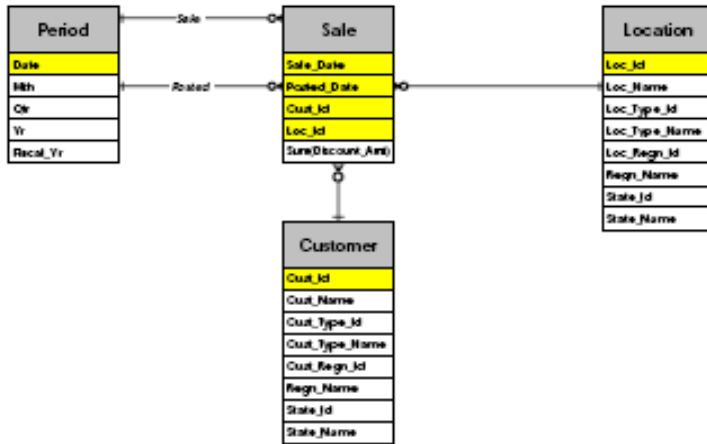 Period
Date
Mth
Qtr
Yr
Fiscal_Yr
Sale
Posted
Sale
Sale_Date
Posted_Date
Cust_Id
Loc_Id
Sum(Discount_Amt)
Location
Loc_Id
Loc_Name
Loc_Type_Id
Loc_Type_Name
Loc_Regn_Id
Regn_Name
State_Id
State_Name
Customer
Cust_Id
Cust_Name
Cust_Type_Id
Cust_Type_Name
Cust_Regn_Id
Regn_Name
State_Id
State_Name